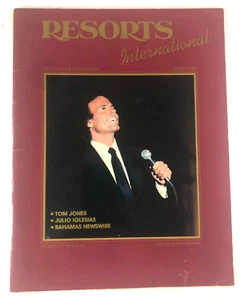 RESORTS
International
• TOM JONES
• JULIO IGLESIAS
• BAHAMAS NEWSWIRE